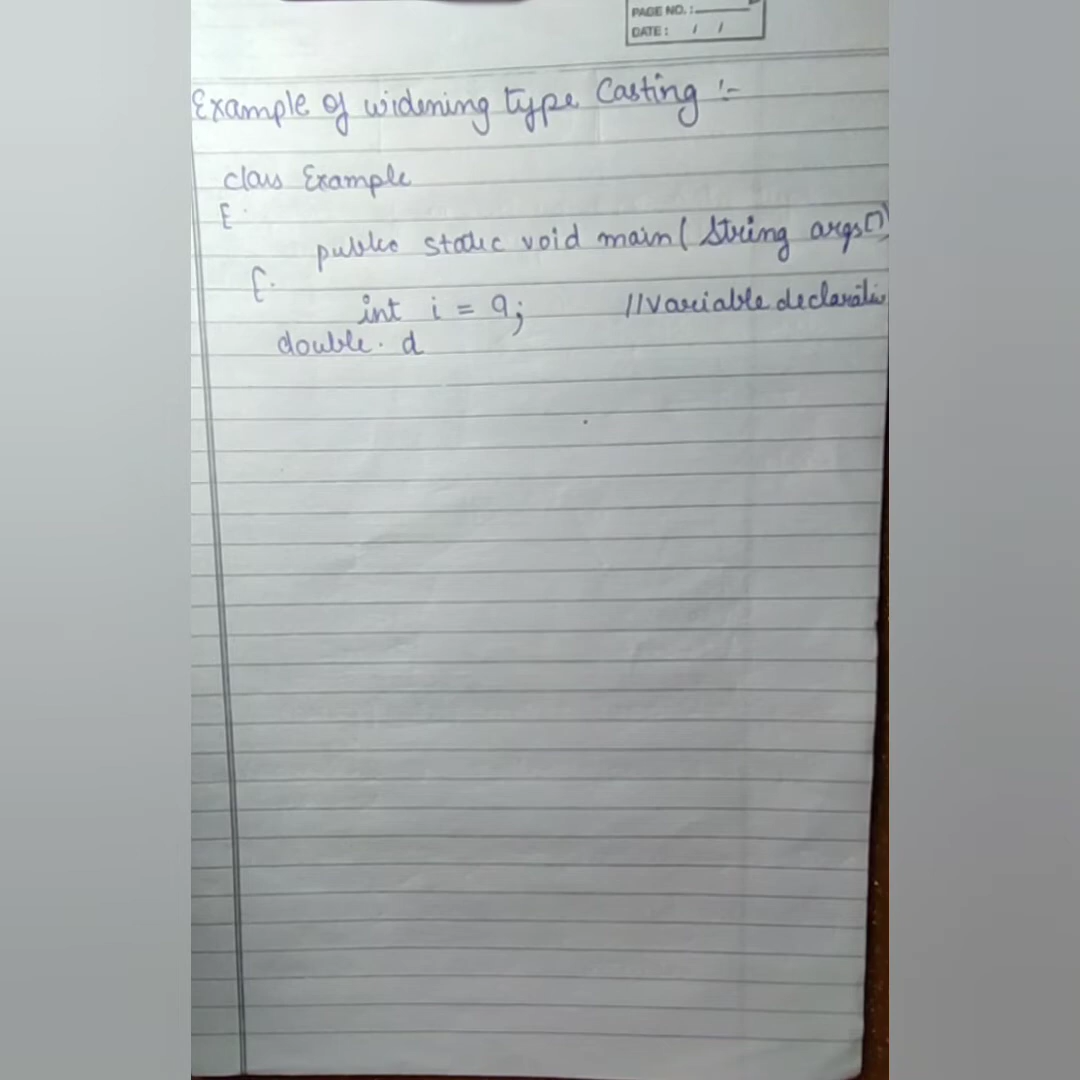 PAGE NO. :
DATE : / /
Example of widening type Casting :-
class Example
{
public static void main( String args[])
{
int i = 9; //variable declaratio
double d